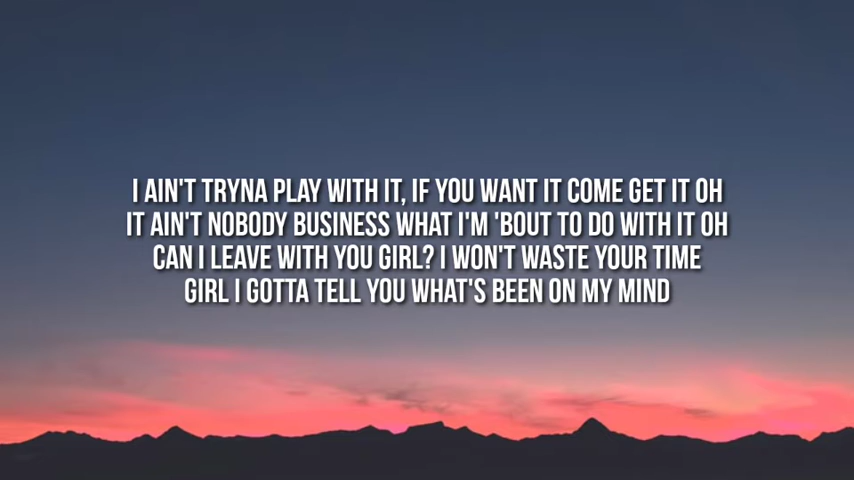 I AIN'T TRYNA PLAY WITH IT, IF YOU WANT IT COME GET IT OH
IT AIN'T NOBODY BUSINESS WHAT I'M 'BOUT TO DO WITH IT OH
CAN I LEAVE WITH YOU GIRL? I WON'T WASTE YOUR TIME
GIRL I GOTTA TELL YOU WHAT'S BEEN ON MY MIND